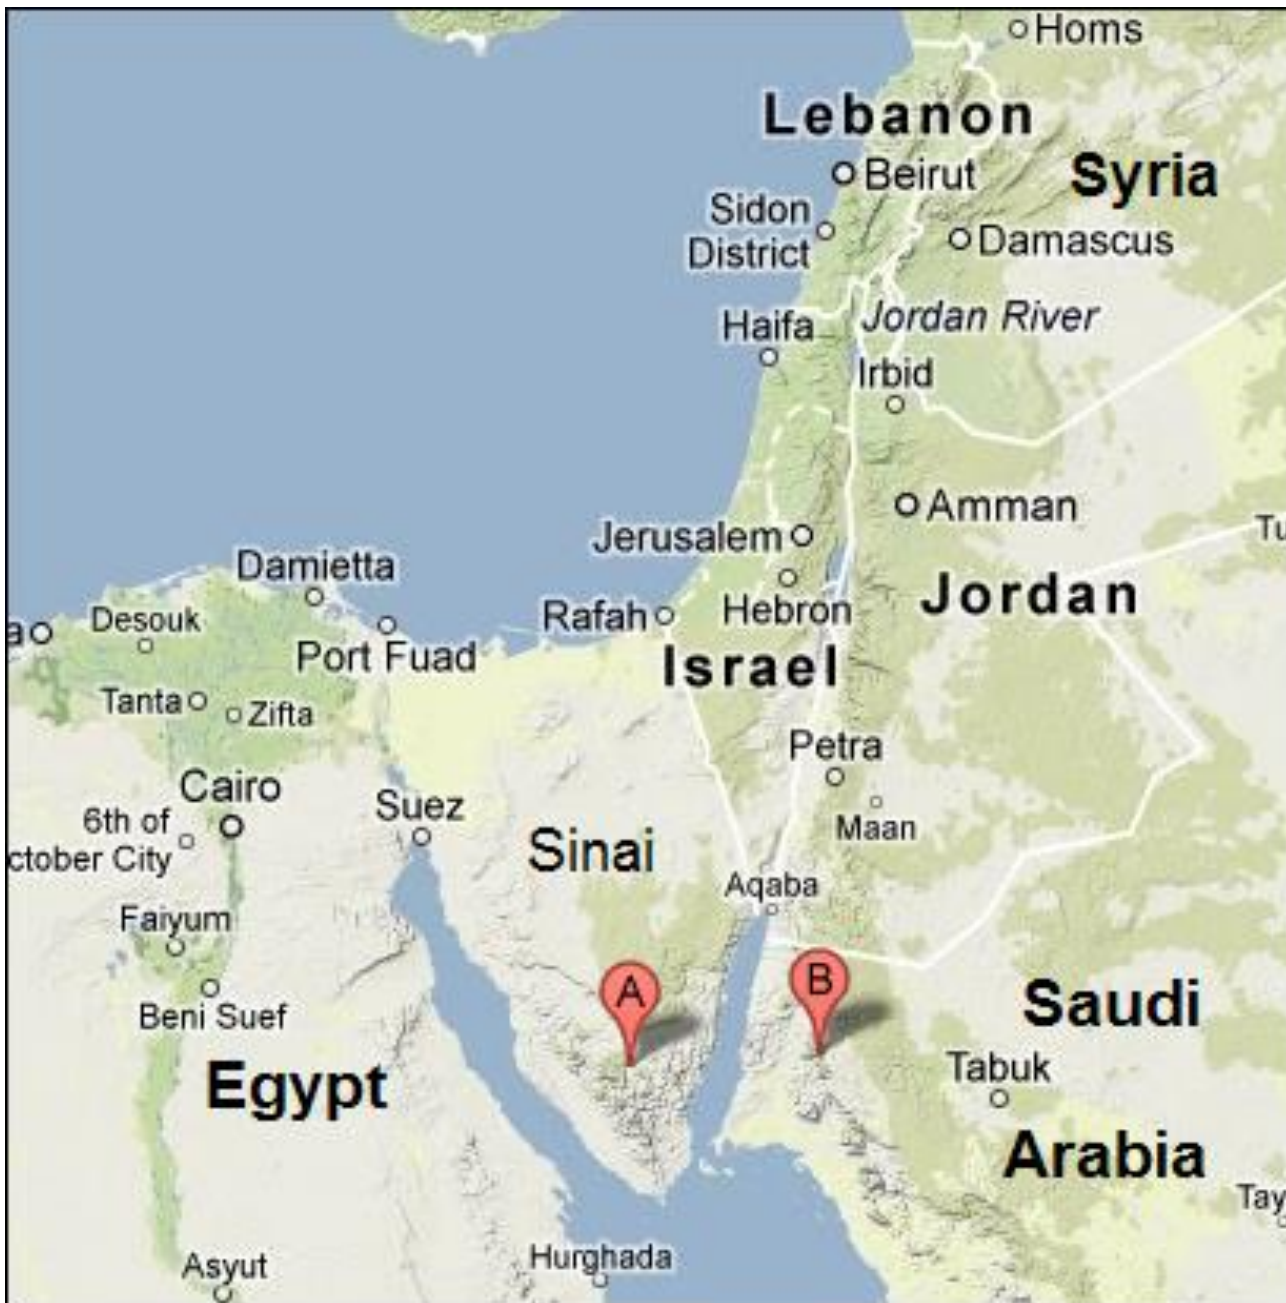 Homs
Lebanon
Syria
Beirut
Sidon
District
Damascus
Jordan River
Haifa
Irbid
Amman
Jerusalem
Tu
Damietta
Hebron
Jordan
Rafah
Desouk
a
Port Fuad
Israel
Tanta
Zifta
Petra
Cairo
Suez
6th of
ctober City
Maan
Sinai
Aqaba
Faiyum
A
B
Beni Suef
Saudi
Egypt
Tabuk
Arabia
Tay
Hurghada
Asyut